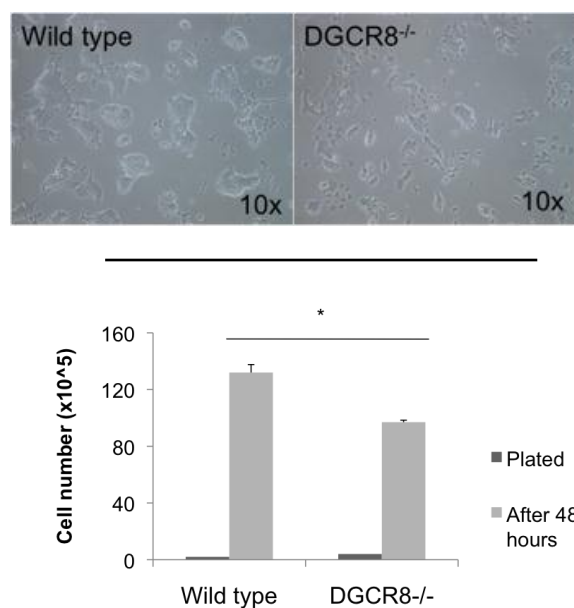 Wild type
DGCR8-/-
10x
10x
*
Cell number (x10^5)
160
120
80
40
0
Plated
After 48
hours
Wild type
DGCR8-/-